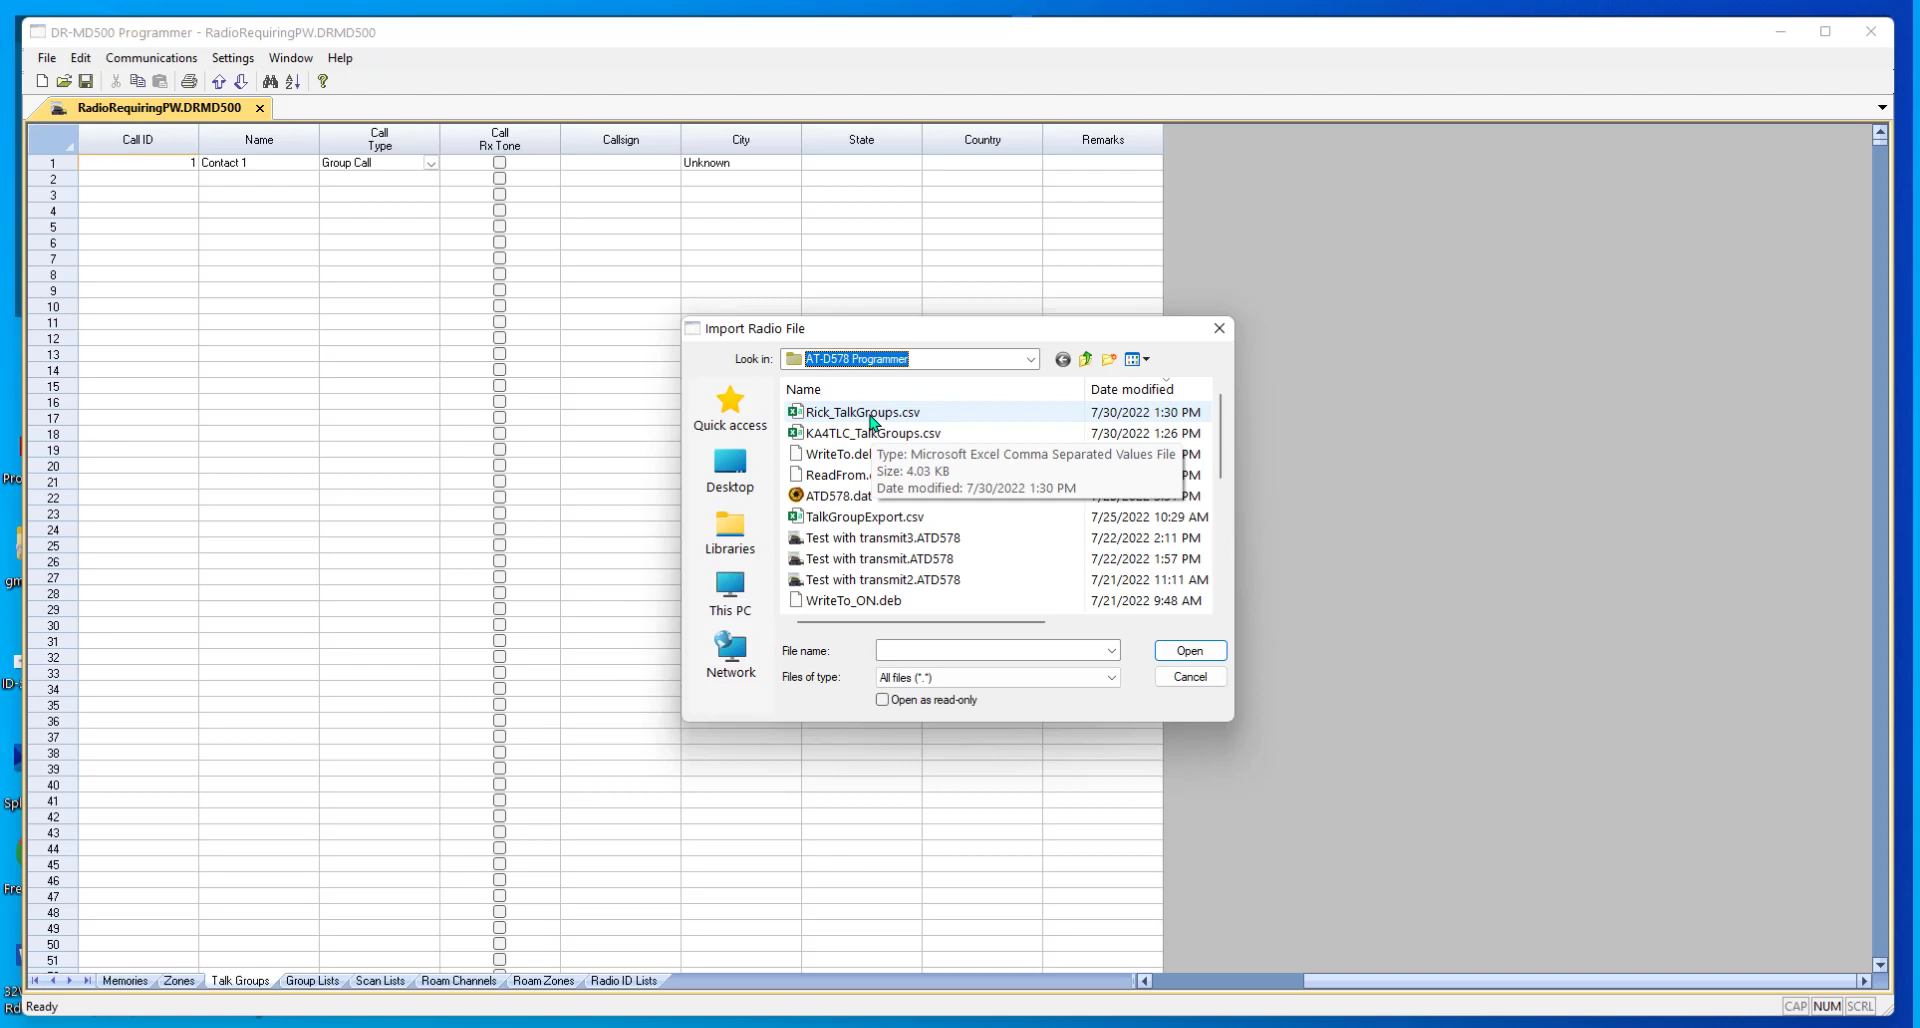 DR-MD500 Programmer - RadioRequiringPW.DRMD500
File Edit Communications Settings Window Help
RadioRequiringPW.DRMD500
Call ID Name Call Type Call Rx Tone Callsign City State Country Remarks
1 1 Contact 1 Group Call Unknown
2
3
4
5
6
7
8
9
10
11
12
13
14
15
16
17
18
19
20
21
22
23
24
25
26
27
28
29
30
31
32
33
34
35
36
37
38
39
40
41
42
43
44
45
46
47
48
49
50
51
Import Radio File
Look in: AT-D578 Programmer
Quick access
Desktop
Libraries
This PC
Network
Name Date modified
Rick_TalkGroups.csv 7/30/2022 1:30 PM
KA4TLC_TalkGroups.csv 7/30/2022 1:26 PM
WriteTo.de PM
ReadFrom. PM
ATD578.dat PM
Type: Microsoft Excel Comma Separated Values File
Size: 4.03 KB
Date modified: 7/30/2022 1:30 PM
TalkGroupExport.csv 7/25/2022 10:29 AM
Test with transmit3.ATD578 7/22/2022 2:11 PM
Test with transmit.ATD578 7/22/2022 1:57 PM
Test with transmit2.ATD578 7/21/2022 11:11 AM
WriteTo_ON.deb 7/21/2022 9:48 AM
File name: Open
Files of type: All files (*.*) Cancel
Open as read-only
Memories Zones Talk Groups Group Lists Scan Lists Roam Channels Roam Zones Radio ID Lists
Ready CAP NUM SCRL
Pro
gm
ID-
Spl
Fre